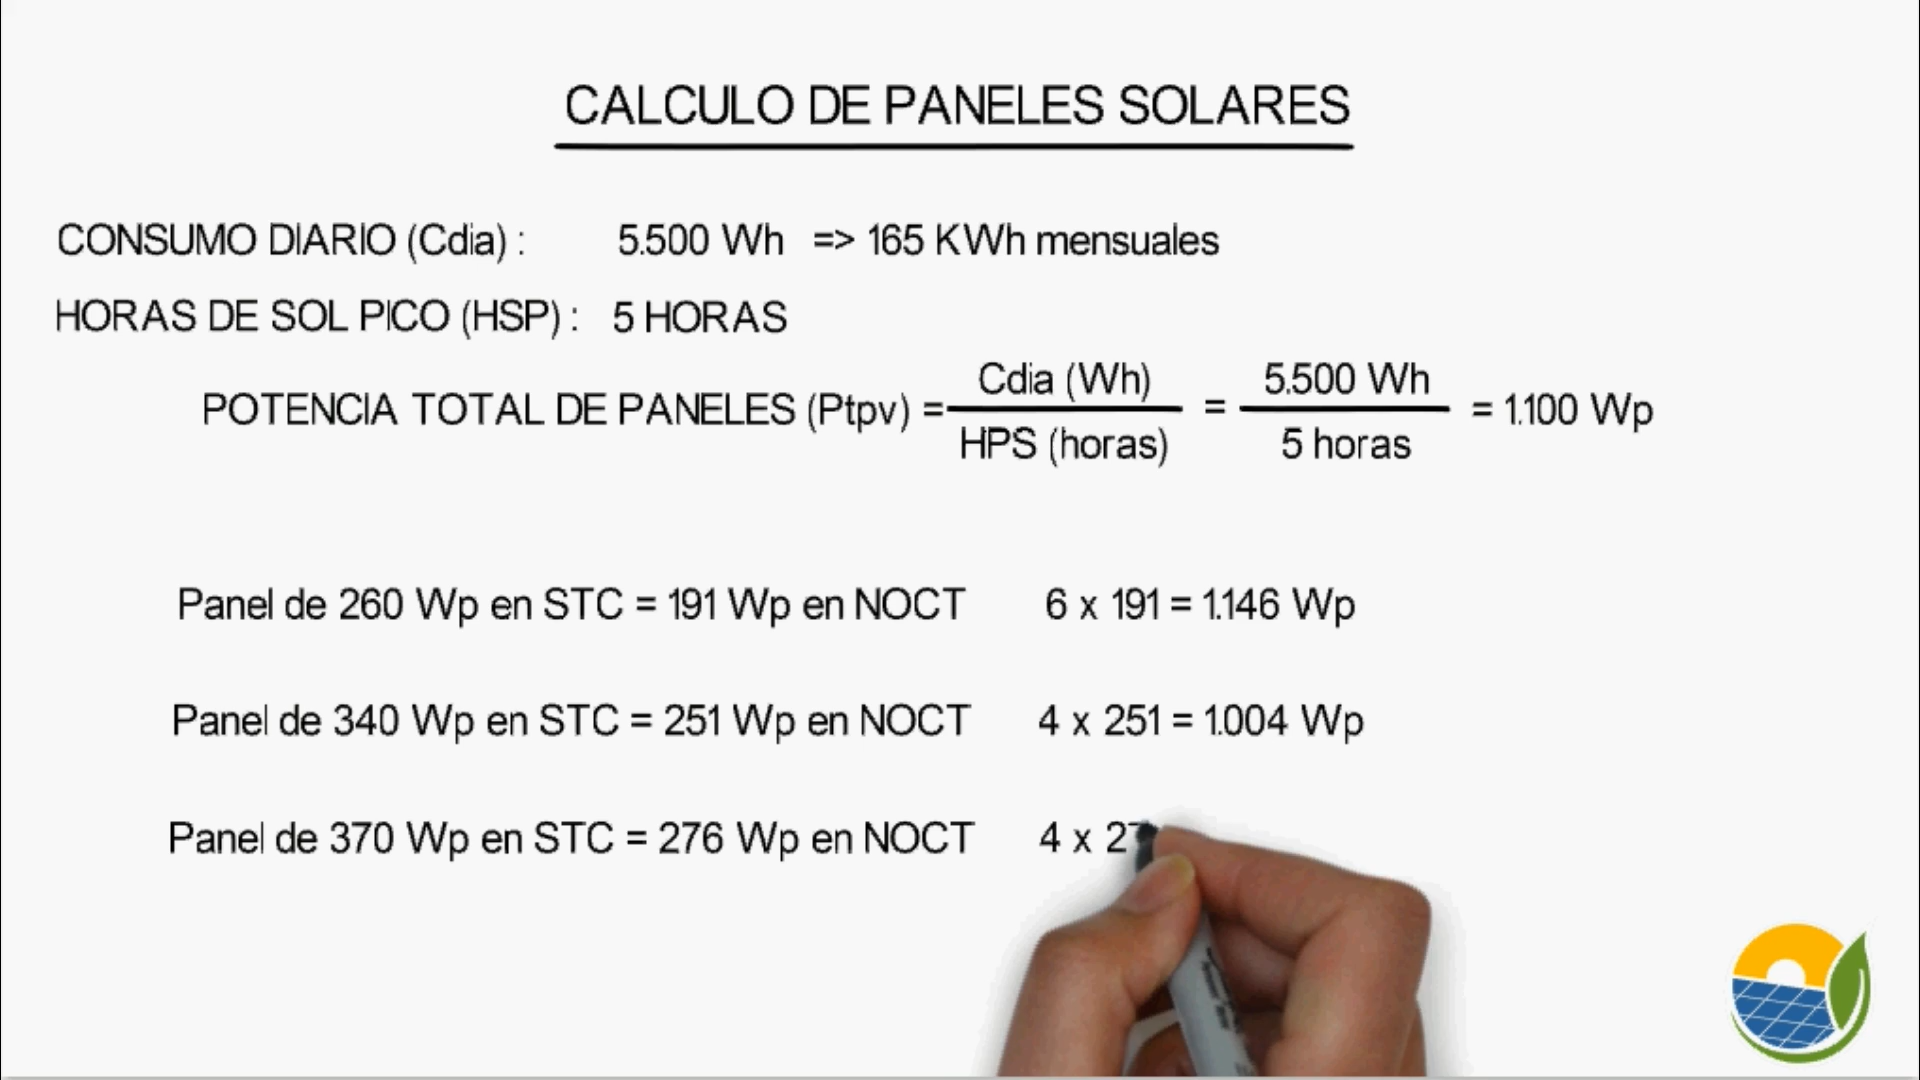 CALCULO DE PANELES SOLARES
CONSUMO DIARIO (Cdia) : 5.500 Wh => 165 KWh mensuales
HORAS DE SOL PICO (HSP) : 5 HORAS
POTENCIA TOTAL DE PANELES (Ptpv) = Cdia (Wh) / HPS (horas) = 5.500 Wh / 5 horas = 1.100 Wp
Panel de 260 Wp en STC = 191 Wp en NOCT 6 x 191 = 1.146 Wp
Panel de 340 Wp en STC = 251 Wp en NOCT 4 x 251 = 1.004 Wp
Panel de 370 Wp en STC = 276 Wp en NOCT 4 x 27